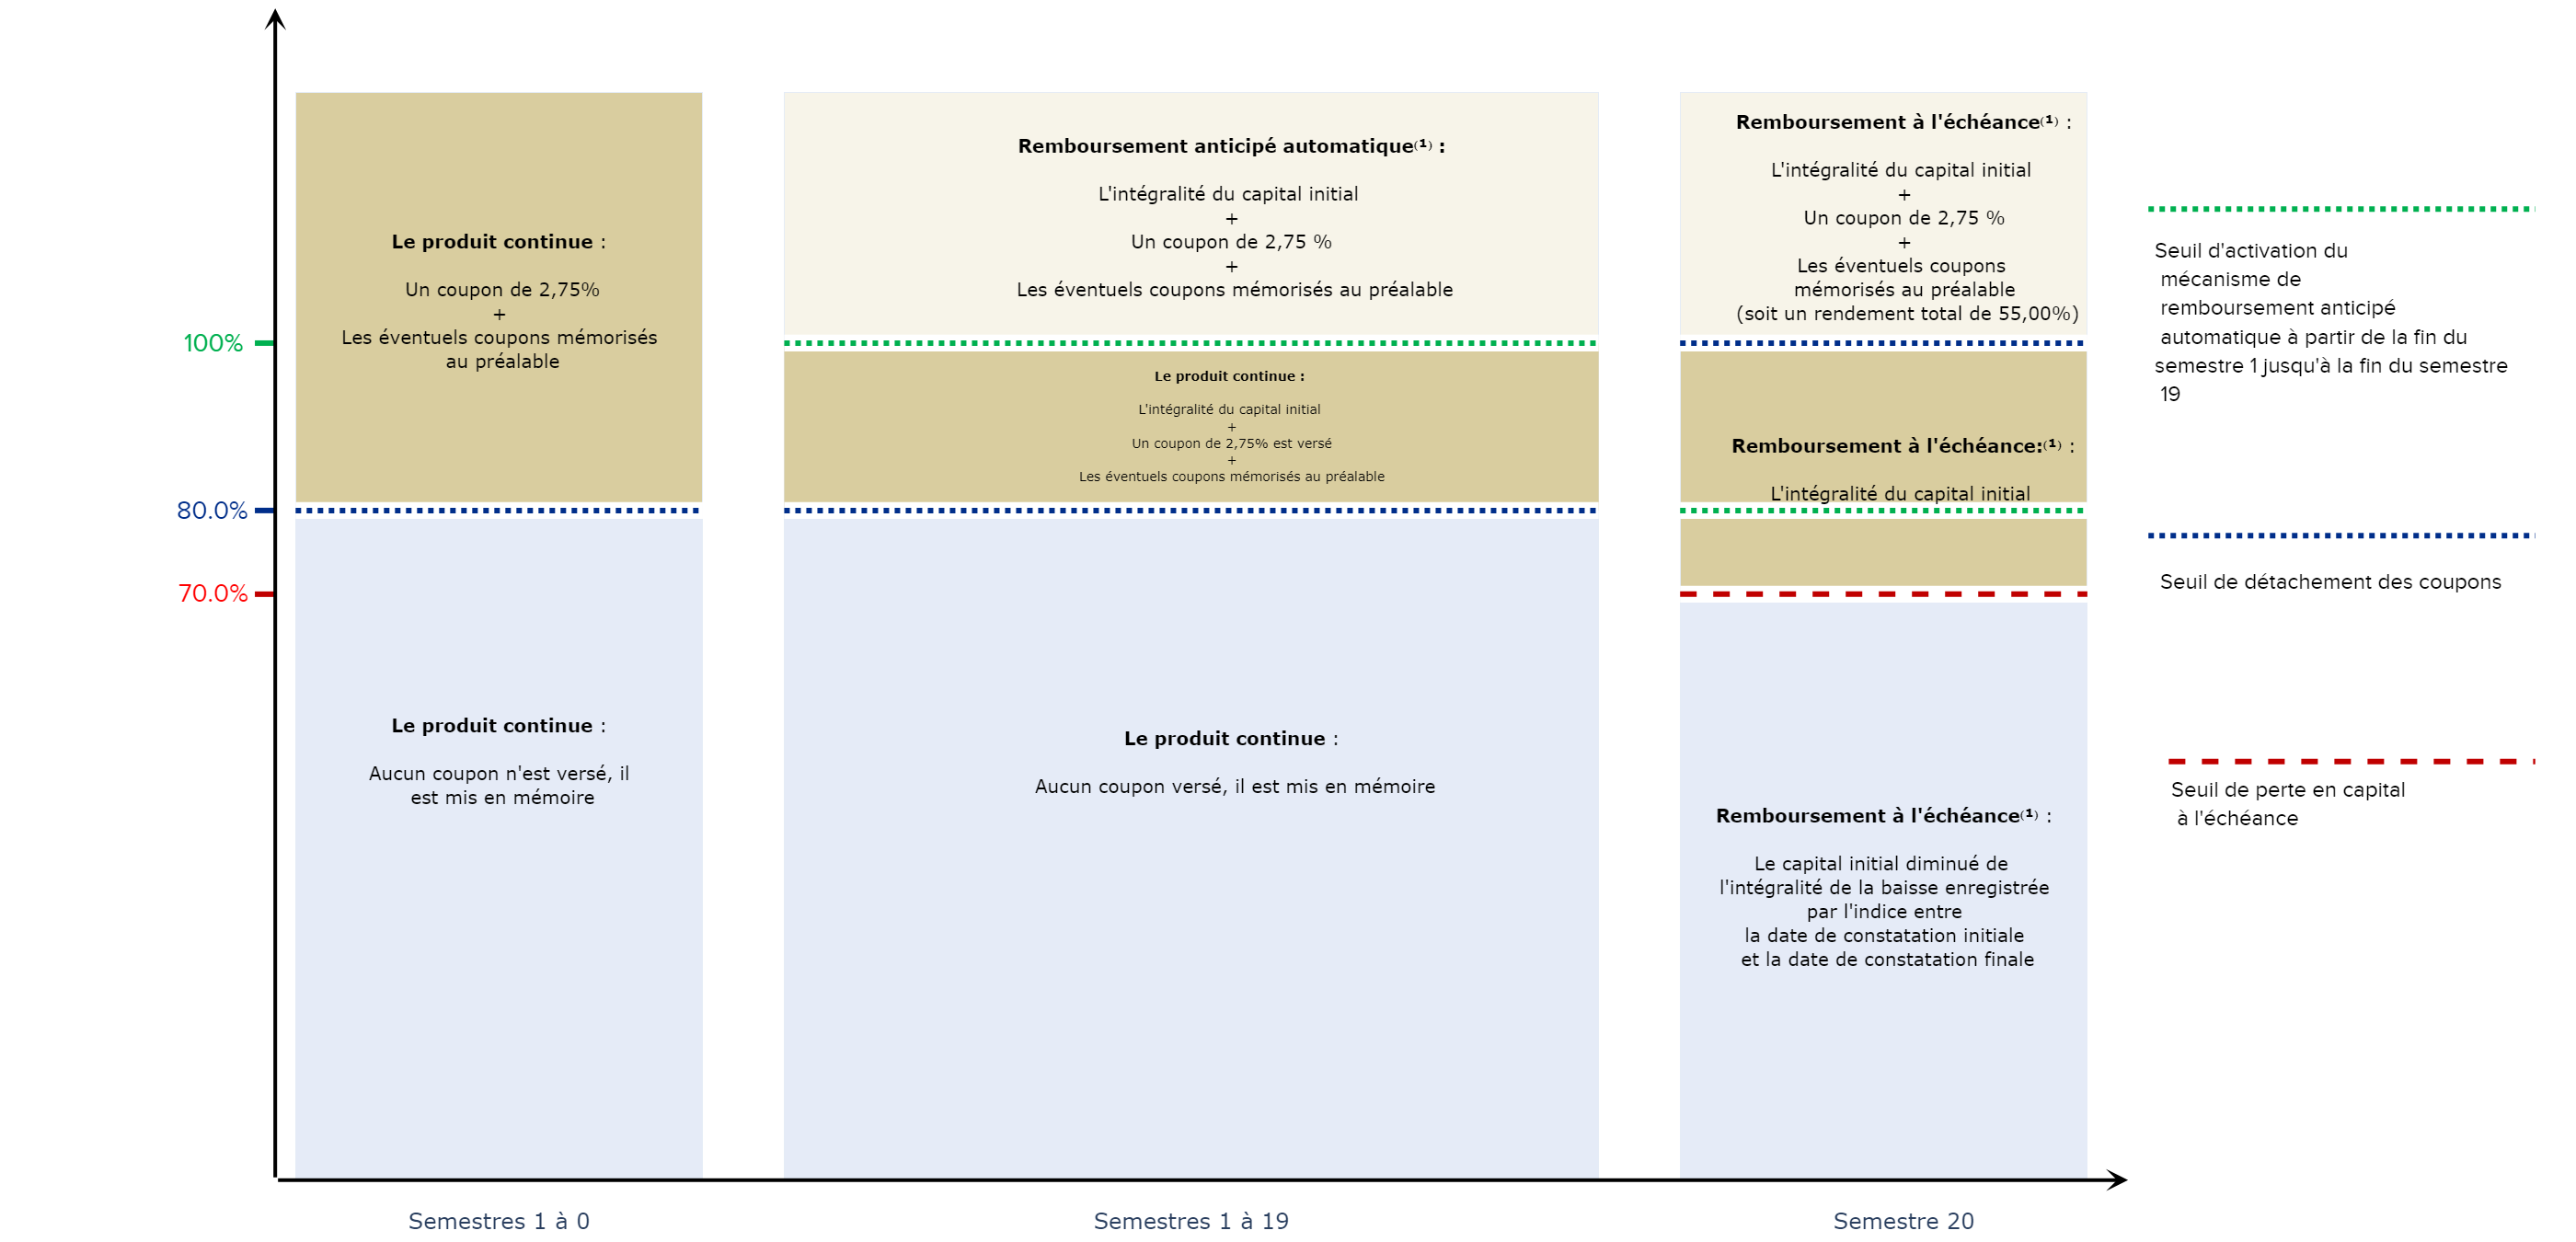 100%
80.0%
70.0%
Le produit continue :
Un coupon de 2,75%
+
Les éventuels coupons mémorisés
au préalable
Le produit continue :
Aucun coupon n'est versé, il
est mis en mémoire
Semestres 1 à 0
Remboursement anticipé automatique⁽¹⁾ :
L'intégralité du capital initial
+
Un coupon de 2,75 %
+
Les éventuels coupons mémorisés au préalable
Le produit continue :
L'intégralité du capital initial
+
Un coupon de 2,75% est versé
+
Les éventuels coupons mémorisés au préalable
Le produit continue :
Aucun coupon versé, il est mis en mémoire
Semestres 1 à 19
Remboursement à l'échéance⁽¹⁾ :
L'intégralité du capital initial
+
Un coupon de 2,75 %
+
Les éventuels coupons
mémorisés au préalable
(soit un rendement total de 55,00%)
Remboursement à l'échéance:⁽¹⁾ :
L'intégralité du capital initial
Remboursement à l'échéance⁽¹⁾ :
Le capital initial diminué de
l'intégralité de la baisse enregistrée
par l'indice entre
la date de constatation initiale
et la date de constatation finale
Semestre 20
Seuil d'activation du
mécanisme de
remboursement anticipé
automatique à partir de la fin du
semestre 1 jusqu'à la fin du semestre
19
Seuil de détachement des coupons
Seuil de perte en capital
à l'échéance